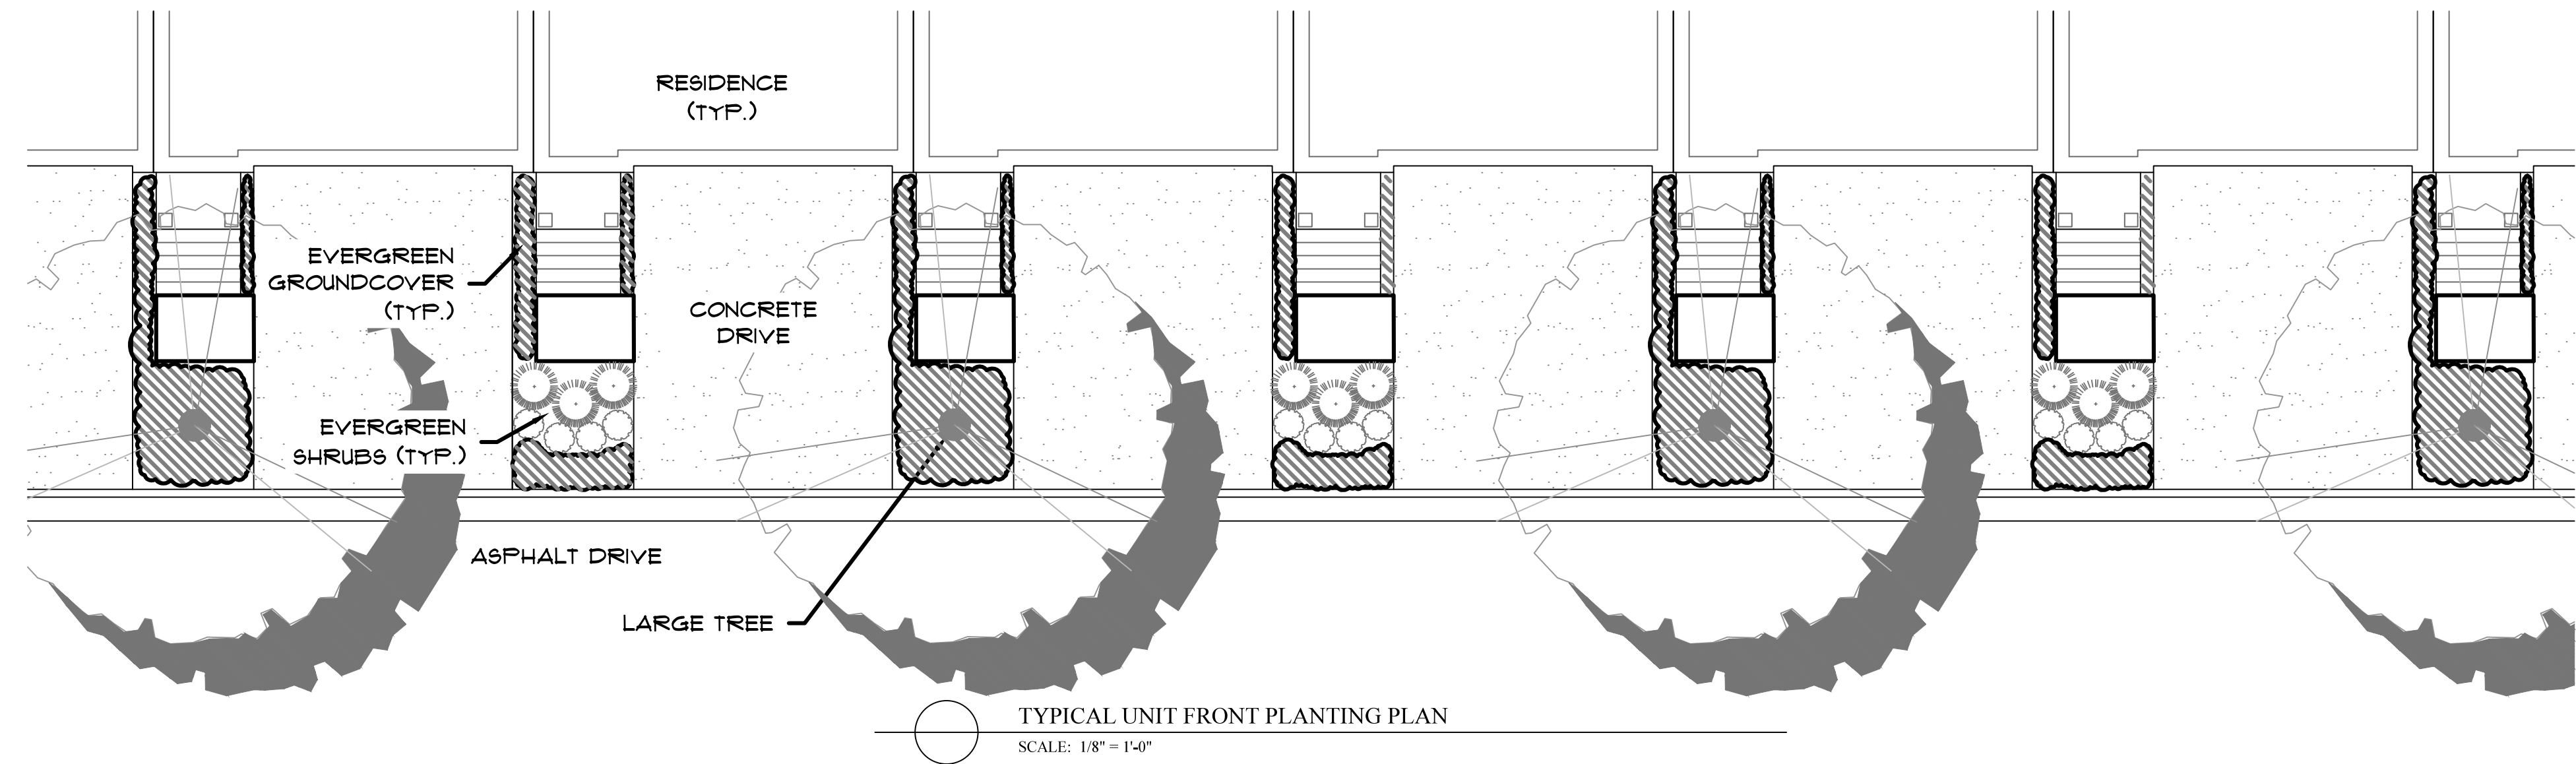 RESIDENCE
(TYP.)
EVERGREEN
GROUNDCOVER
(TYP.)
CONCRETE
DRIVE
EVERGREEN
SHRUBS (TYP.)
ASPHALT DRIVE
LARGE TREE
TYPICAL UNIT FRONT PLANTING PLAN
SCALE: 1/8" = 1'-0"